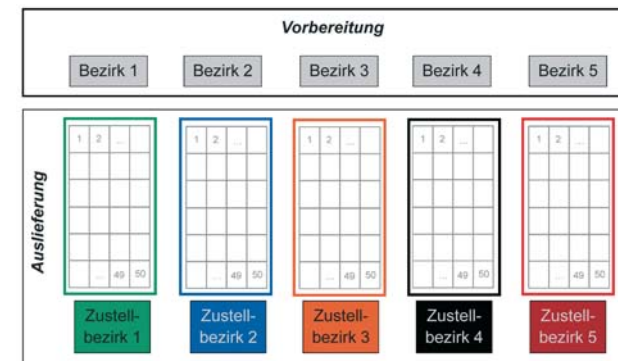 Vorbereitung
Bezirk 1 Bezirk 2 Bezirk 3 Bezirk 4 Bezirk 5
Auslieferung
1 2 ... 1 2 ... 1 2 ... 1 2 ... 1 2 ...
... 49 50 ... 49 50 ... 49 50 ... 49 50 ... 49 50
Zustell- Zustell- Zustell- Zustell- Zustell-
bezirk 1 bezirk 2 bezirk 3 bezirk 4 bezirk 5